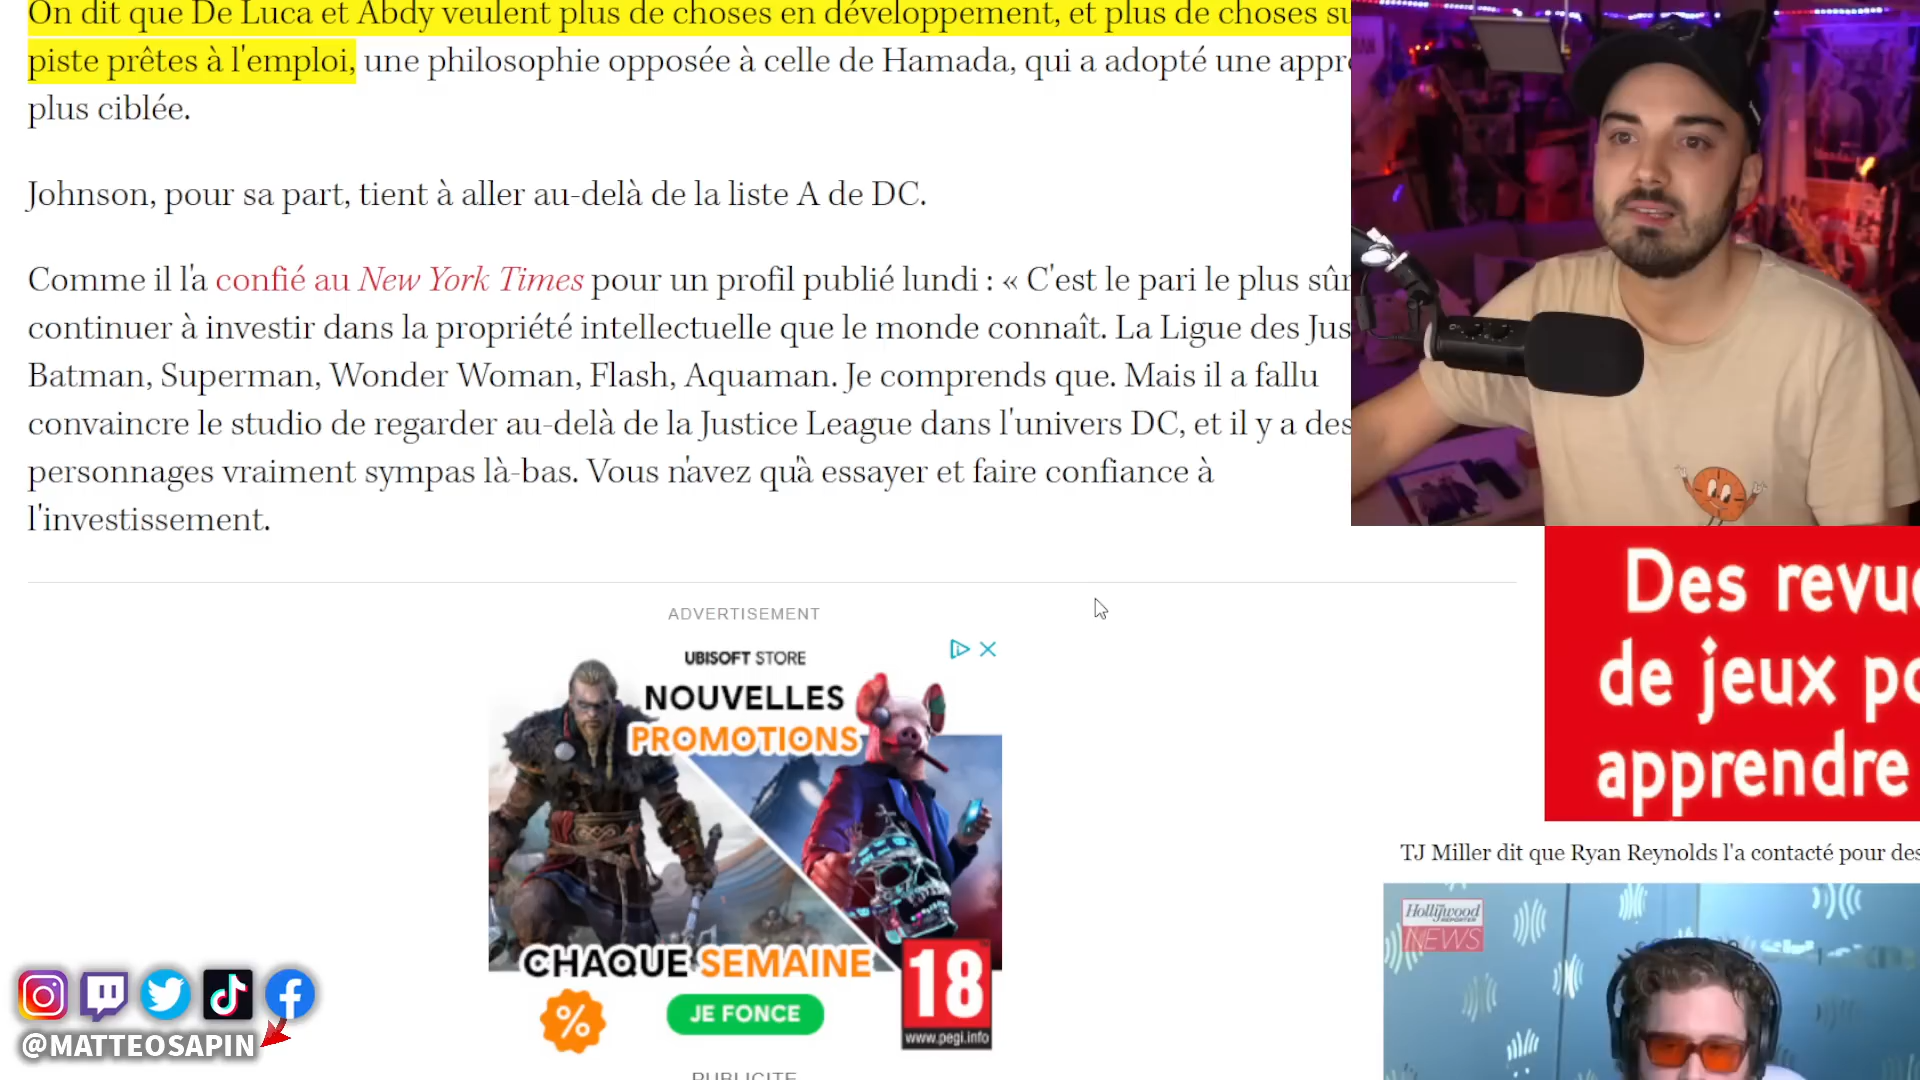 On dit que De Luca et Abdy veulent plus de choses en développement, et plus de choses su
piste prêtes à l'emploi, une philosophie opposée à celle de Hamada, qui a adopté une appr
plus ciblée.
Johnson, pour sa part, tient à aller au-delà de la liste A de DC.
Comme il l'a confié au New York Times pour un profil publié lundi : « C'est le pari le plus sûr
continuer à investir dans la propriété intellectuelle que le monde connaît. La Ligue des Jus
Batman, Superman, Wonder Woman, Flash, Aquaman. Je comprends que. Mais il a fallu
convaincre le studio de regarder au-delà de la Justice League dans l'univers DC, et il y a des
personnages vraiment sympas là-bas. Vous n'avez qu'à essayer et faire confiance à
l'investissement.
ADVERTISEMENT
UBISOFT STORE
NOUVELLES
PROMOTIONS
CHAQUE SEMAINE
%
JE FONCE
18
www.pegi.info
PUBLICITE
Des revue
de jeux po
apprendre
TJ Miller dit que Ryan Reynolds l'a contacté pour des
The Hollywood
REPORTER
NEWS
@MATTEOSAPIN